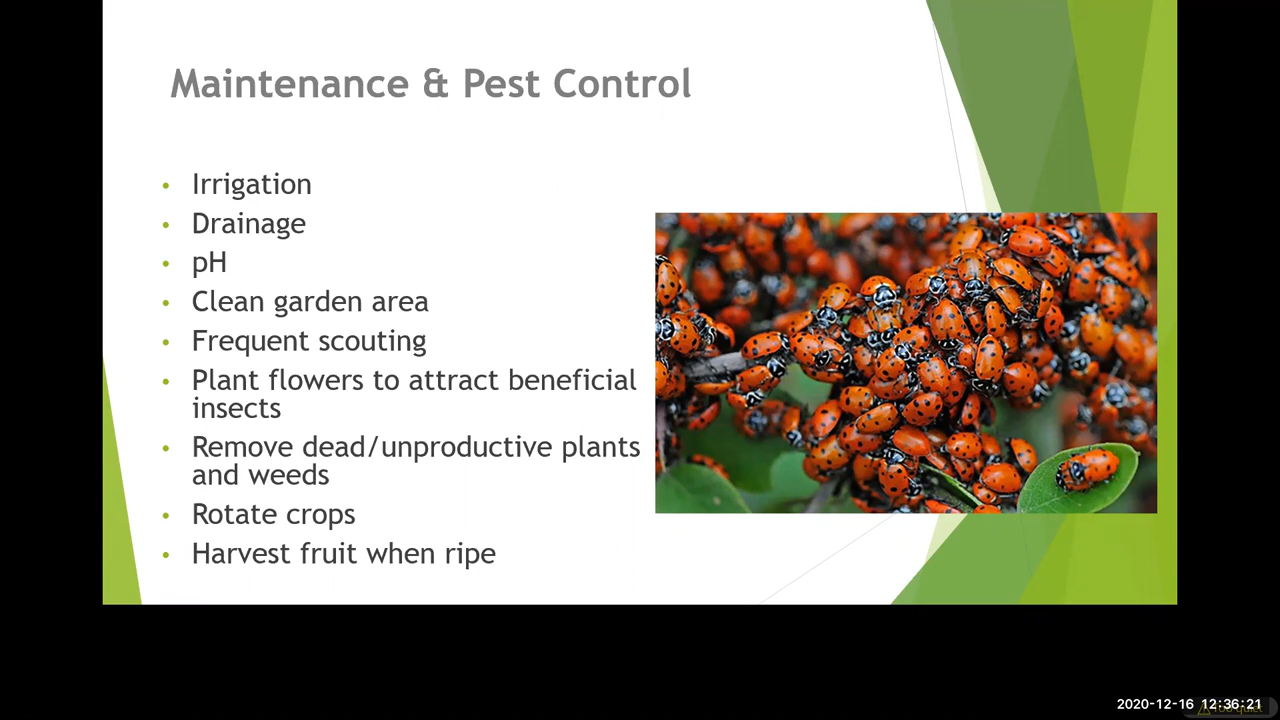 Maintenance & Pest Control
• Irrigation
• Drainage
• pH
• Clean garden area
• Frequent scouting
• Plant flowers to attract beneficial
insects
• Remove dead/unproductive plants
and weeds
• Rotate crops
• Harvest fruit when ripe
2020-12-16 12:36:21